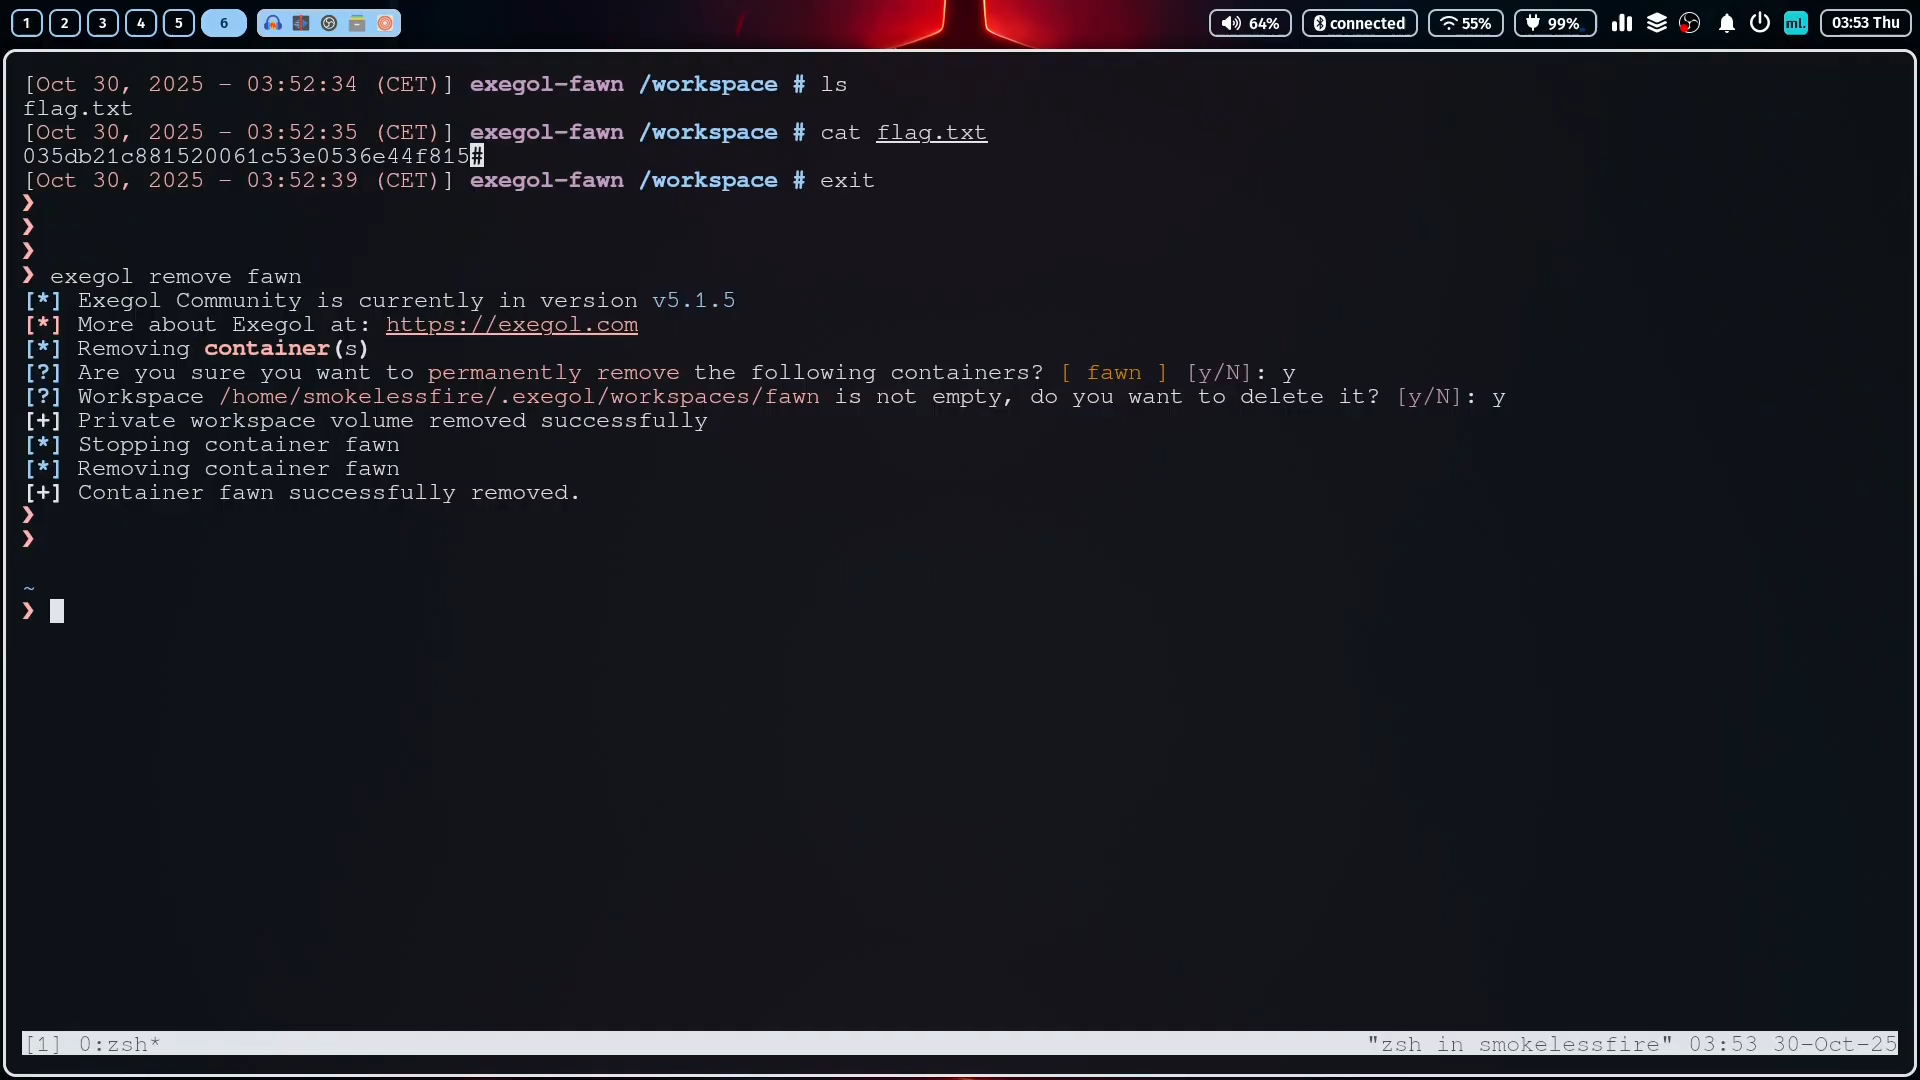 1 2 3 4 5 6 64% connected 55% 99% ml. 03:53 Thu
[Oct 30, 2025 - 03:52:34 (CET)] exegol-fawn /workspace # ls
flag.txt
[Oct 30, 2025 - 03:52:35 (CET)] exegol-fawn /workspace # cat flag.txt
035db21c881520061c53e0536e44f815#
[Oct 30, 2025 - 03:52:39 (CET)] exegol-fawn /workspace # exit
❯
❯
❯
❯ exegol remove fawn
[*] Exegol Community is currently in version v5.1.5
[*] More about Exegol at: https://exegol.com
[*] Removing container(s)
[?] Are you sure you want to permanently remove the following containers? [ fawn ] [y/N]: y
[?] Workspace /home/smokelessfire/.exegol/workspaces/fawn is not empty, do you want to delete it? [y/N]: y
[+] Private workspace volume removed successfully
[*] Stopping container fawn
[*] Removing container fawn
[+] Container fawn successfully removed.
❯
❯
~
❯
[1] 0:zsh* "zsh in smokelessfire" 03:53 30-Oct-25